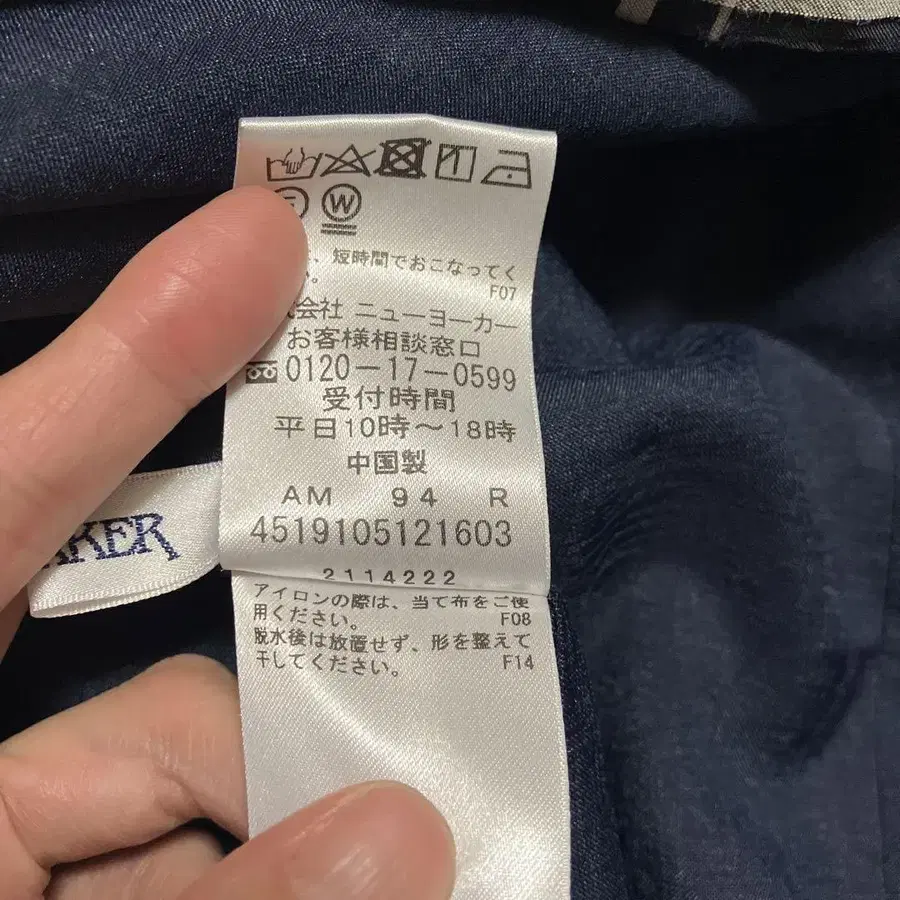 W
、短時間でおこなってく
。
F07
会社 ニューヨーカー
お客様相談窓口
0120-17-0599
受付時間
平日10時~18時
中国製
AM 94 R
4519105121603
2114222
アイロンの際は、当て布をご使
用ください。 F08
脱水後は放置せず、形を整えて
干してください。 F14
RKER